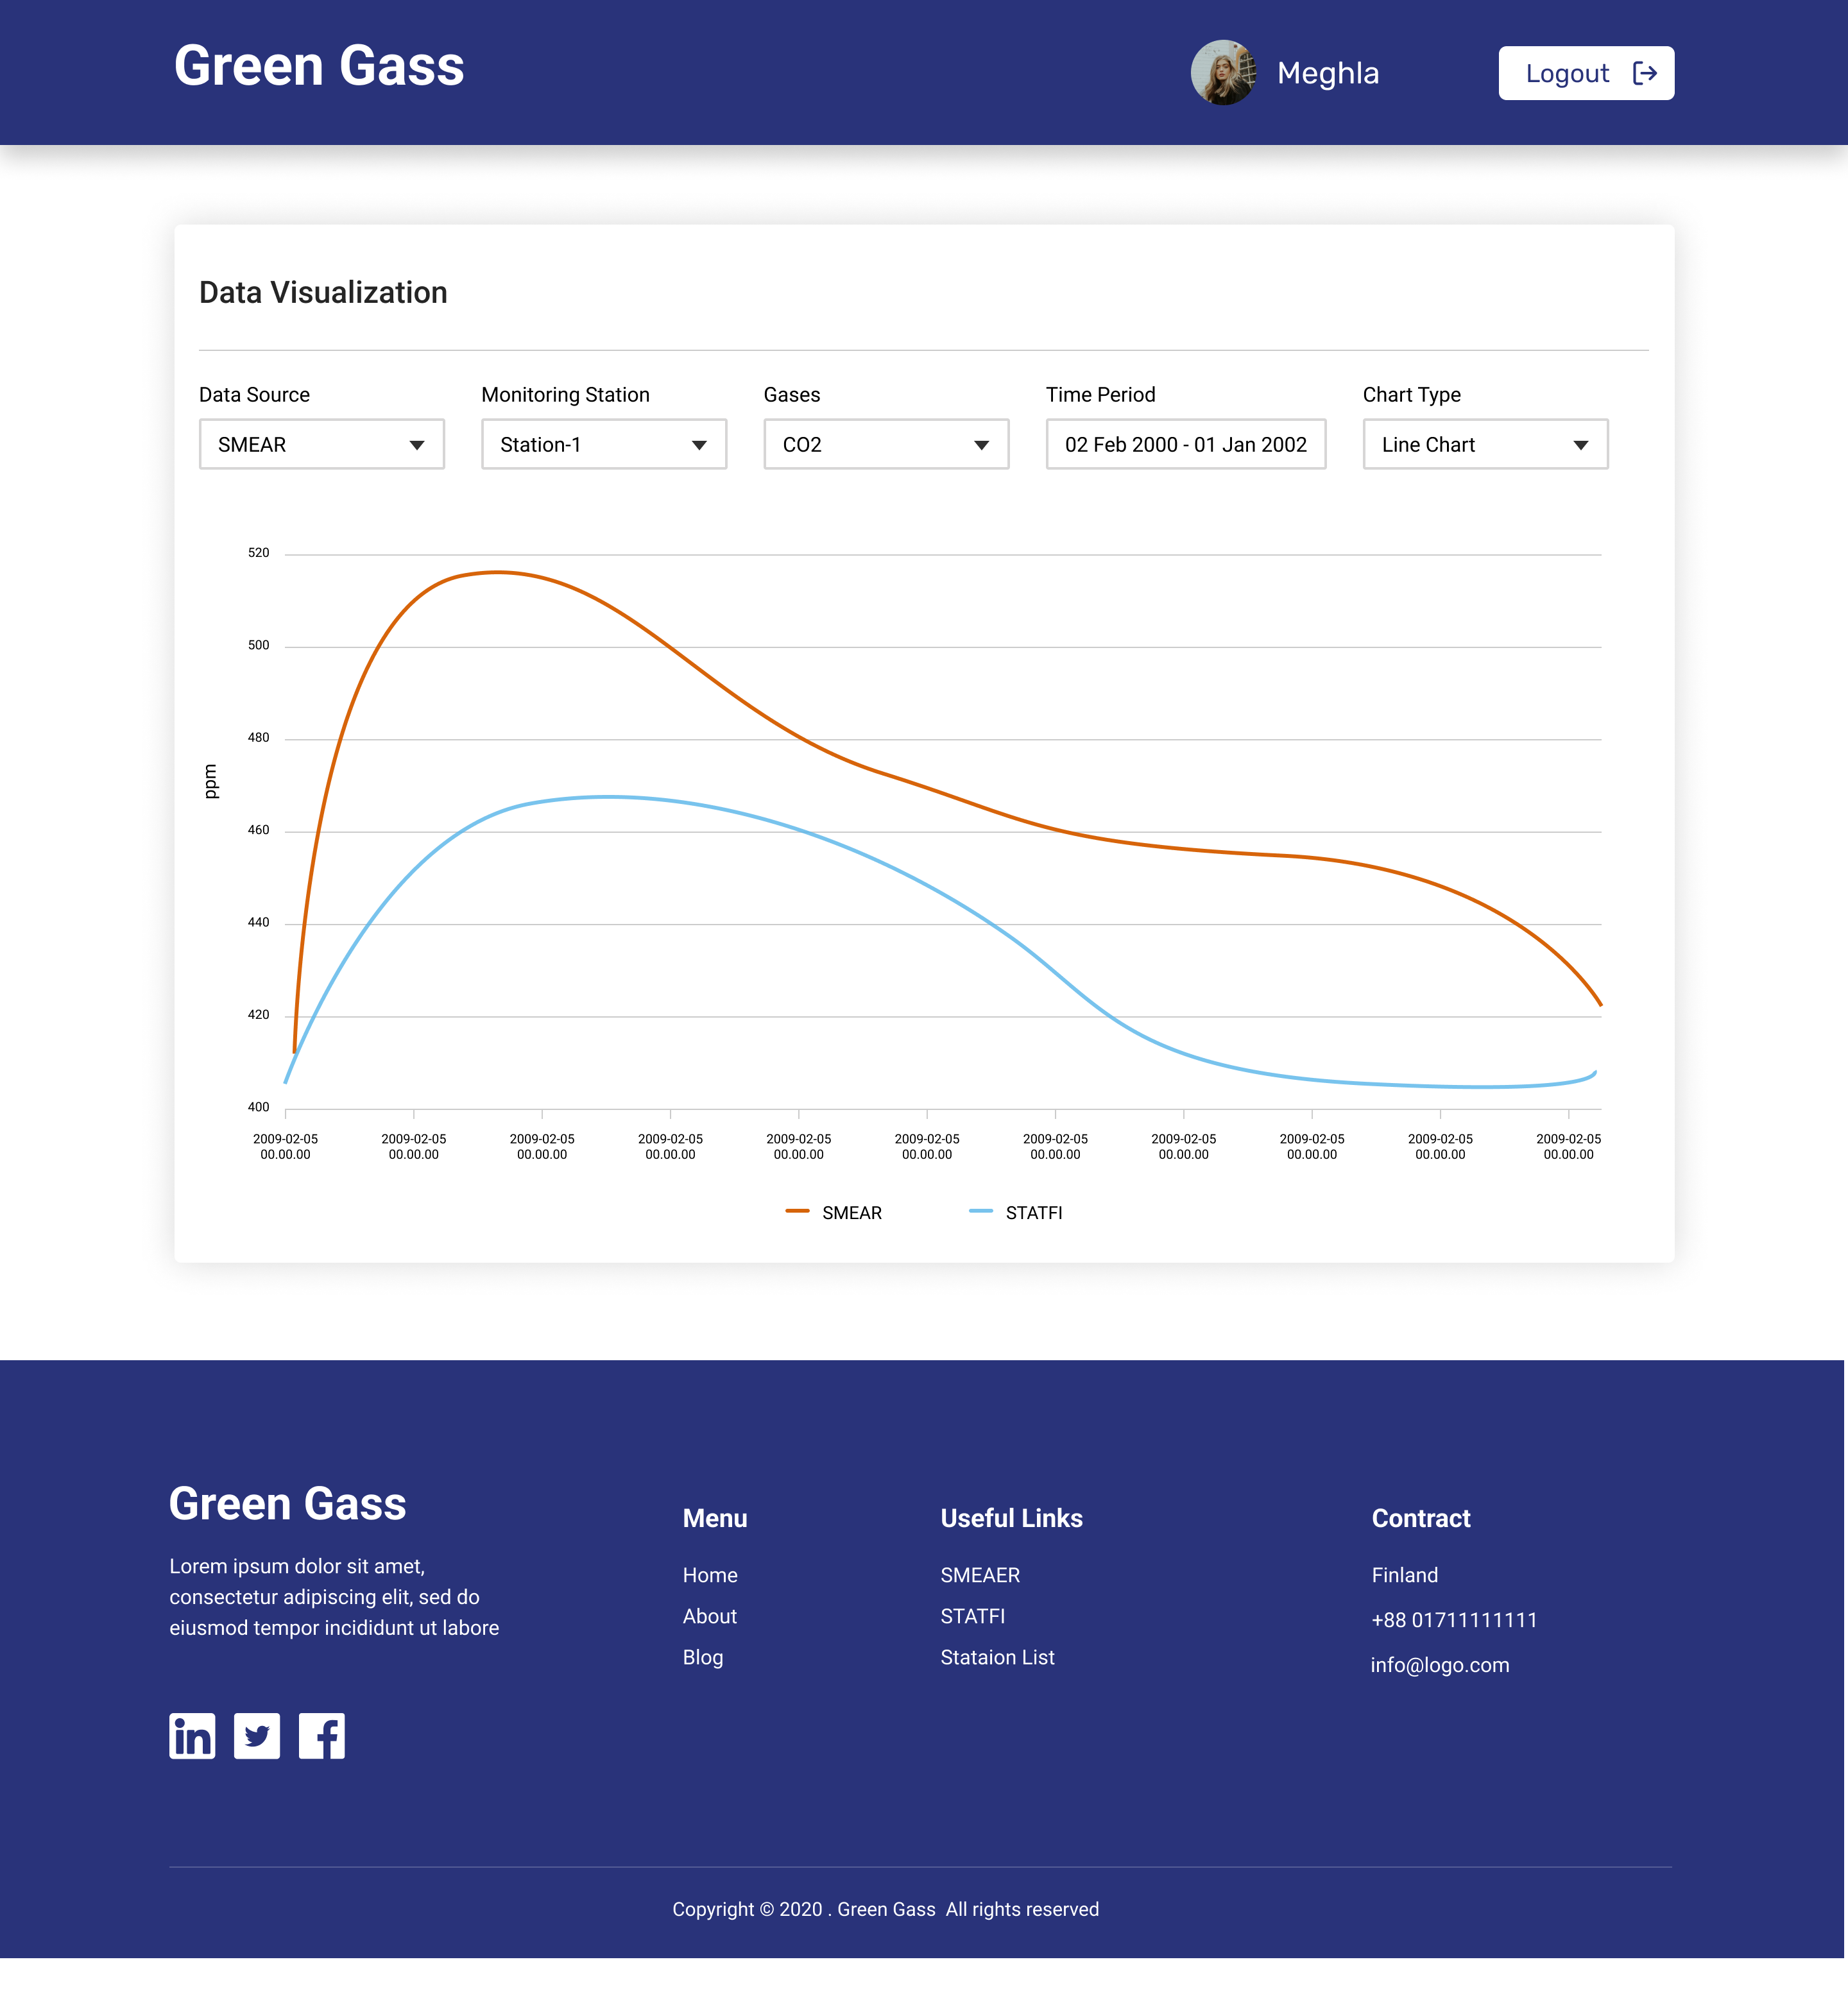 Green Gass
Meghla
Logout
Data Visualization
Data Source
Monitoring Station
Gases
Time Period
Chart Type
SMEAR
Station-1
CO2
02 Feb 2000 - 01 Jan 2002
Line Chart
520
500
480
460
440
420
400
ppm
2009-02-05 2009-02-05 2009-02-05 2009-02-05 2009-02-05 2009-02-05 2009-02-05 2009-02-05 2009-02-05 2009-02-05 2009-02-05
00.00.00 00.00.00 00.00.00 00.00.00 00.00.00 00.00.00 00.00.00 00.00.00 00.00.00 00.00.00 00.00.00
SMEAR
STATFI
Green Gass
Lorem ipsum dolor sit amet,
consectetur adipiscing elit, sed do
eiusmod tempor incididunt ut labore
in
f
Menu
Home
About
Blog
Useful Links
SMEAER
STATFI
Stataion List
Contract
Finland
+88 01711111111
info@logo.com
Copyright © 2020 . Green Gass  All rights reserved